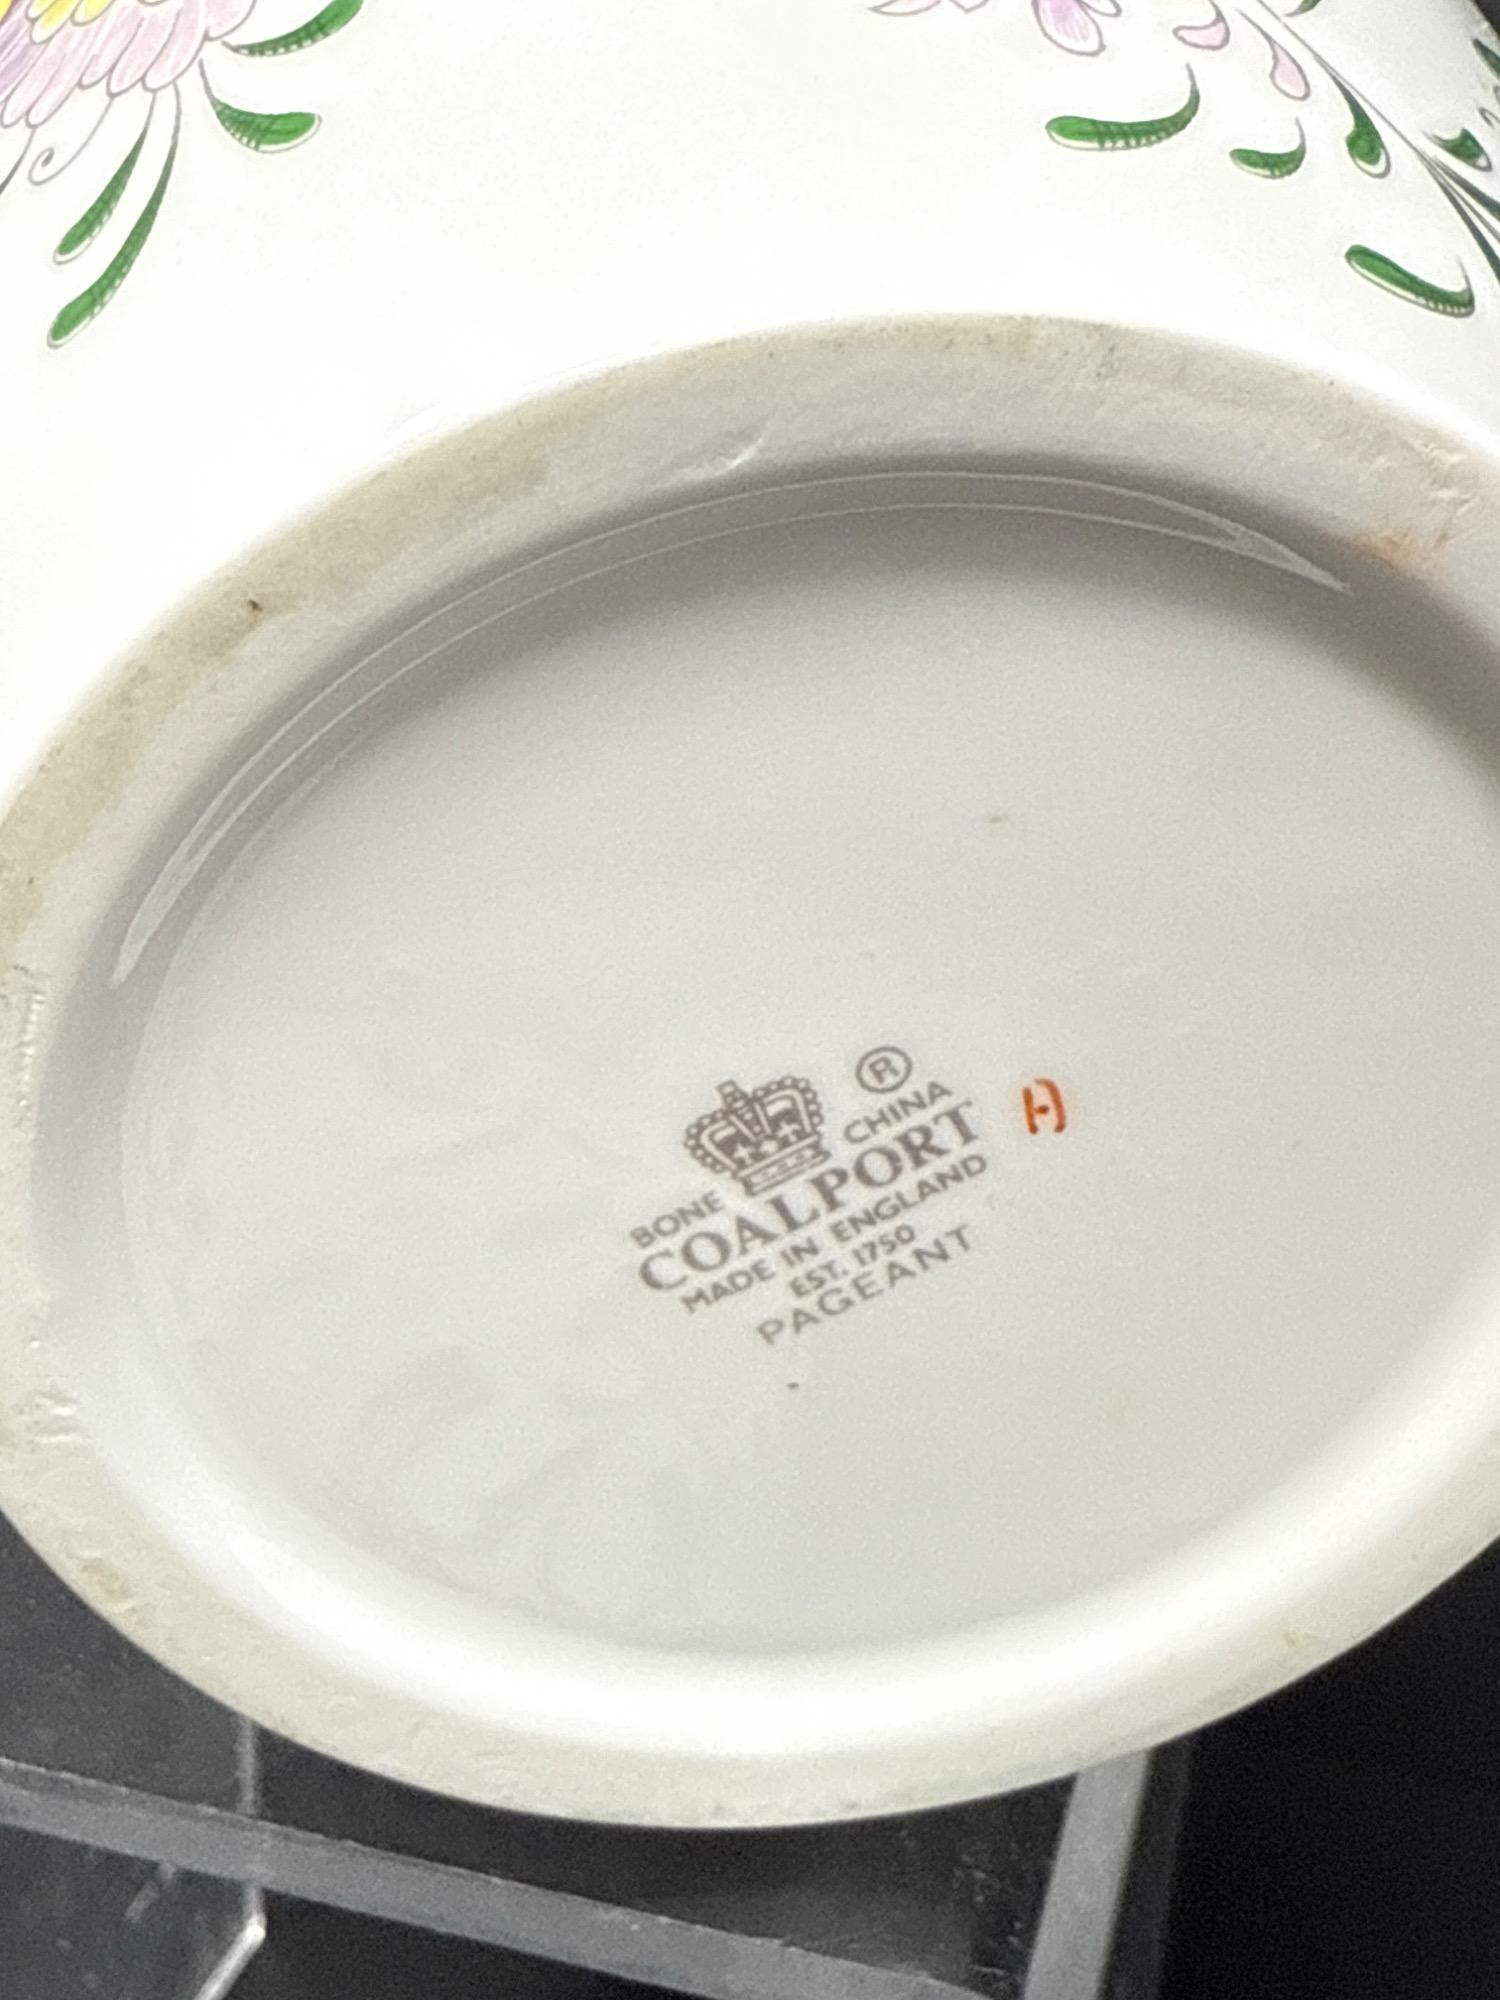 ®
BONE CHINA
COALPORT
MADE IN ENGLAND
EST. 1750
PAGEANT